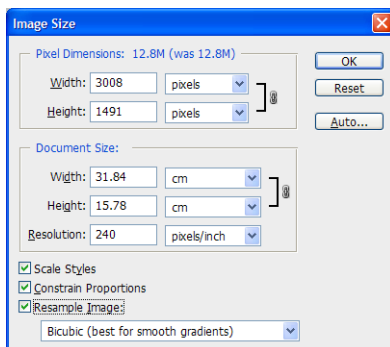 Image Size
Pixel Dimensions: 12.8M (was 12.8M)
Width: 3008 pixels
Height: 1491 pixels
OK
Reset
Auto...
Document Size:
Width: 31.84 cm
Height: 15.78 cm
Resolution: 240 pixels/inch
Scale Styles
Constrain Proportions
Resample Image:
Bicubic (best for smooth gradients)